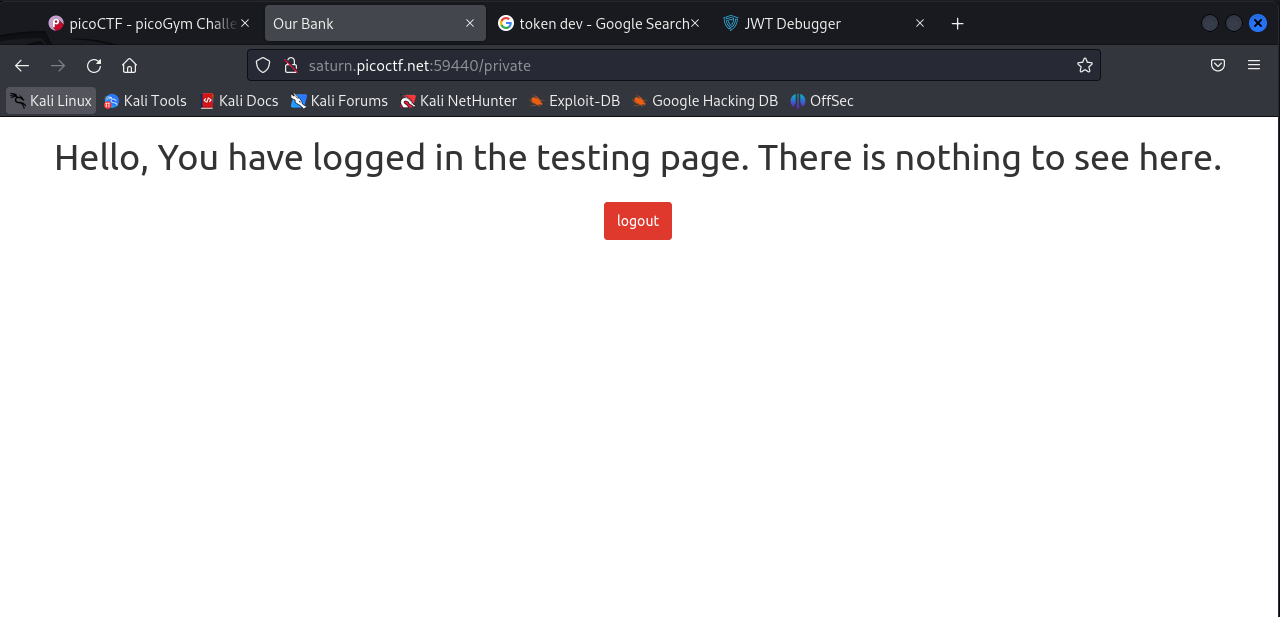 picoCTF - picoGym Challe
Our Bank
token dev - Google Search
JWT Debugger
saturn.picoctf.net:59440/private
Kali Linux
Kali Tools
Kali Docs
Kali Forums
Kali NetHunter
Exploit-DB
Google Hacking DB
OffSec
Hello, You have logged in the testing page. There is nothing to see here.
logout